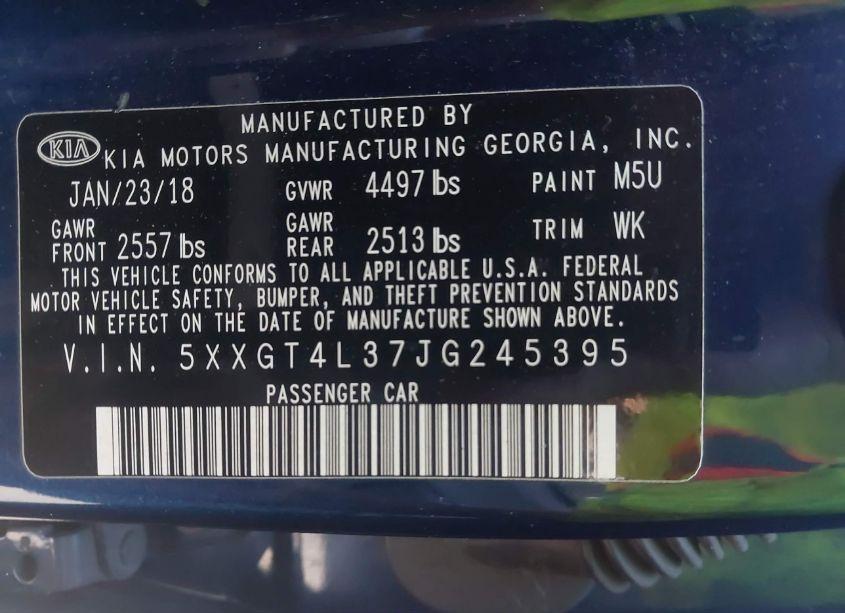 MANUFACTURED BY
KIA KIA MOTORS MANUFACTURING GEORGIA, INC.
JAN/23/18 GVWR 4497 lbs PAINT M5U
GAWR FRONT 2557 lbs GAWR REAR 2513 lbs TRIM WK
THIS VEHICLE CONFORMS TO ALL APPLICABLE U.S.A. FEDERAL
MOTOR VEHICLE SAFETY, BUMPER, AND THEFT PREVENTION STANDARDS
IN EFFECT ON THE DATE OF MANUFACTURE SHOWN ABOVE.
V.I.N. 5XXGT4L37JG245395
PASSENGER CAR